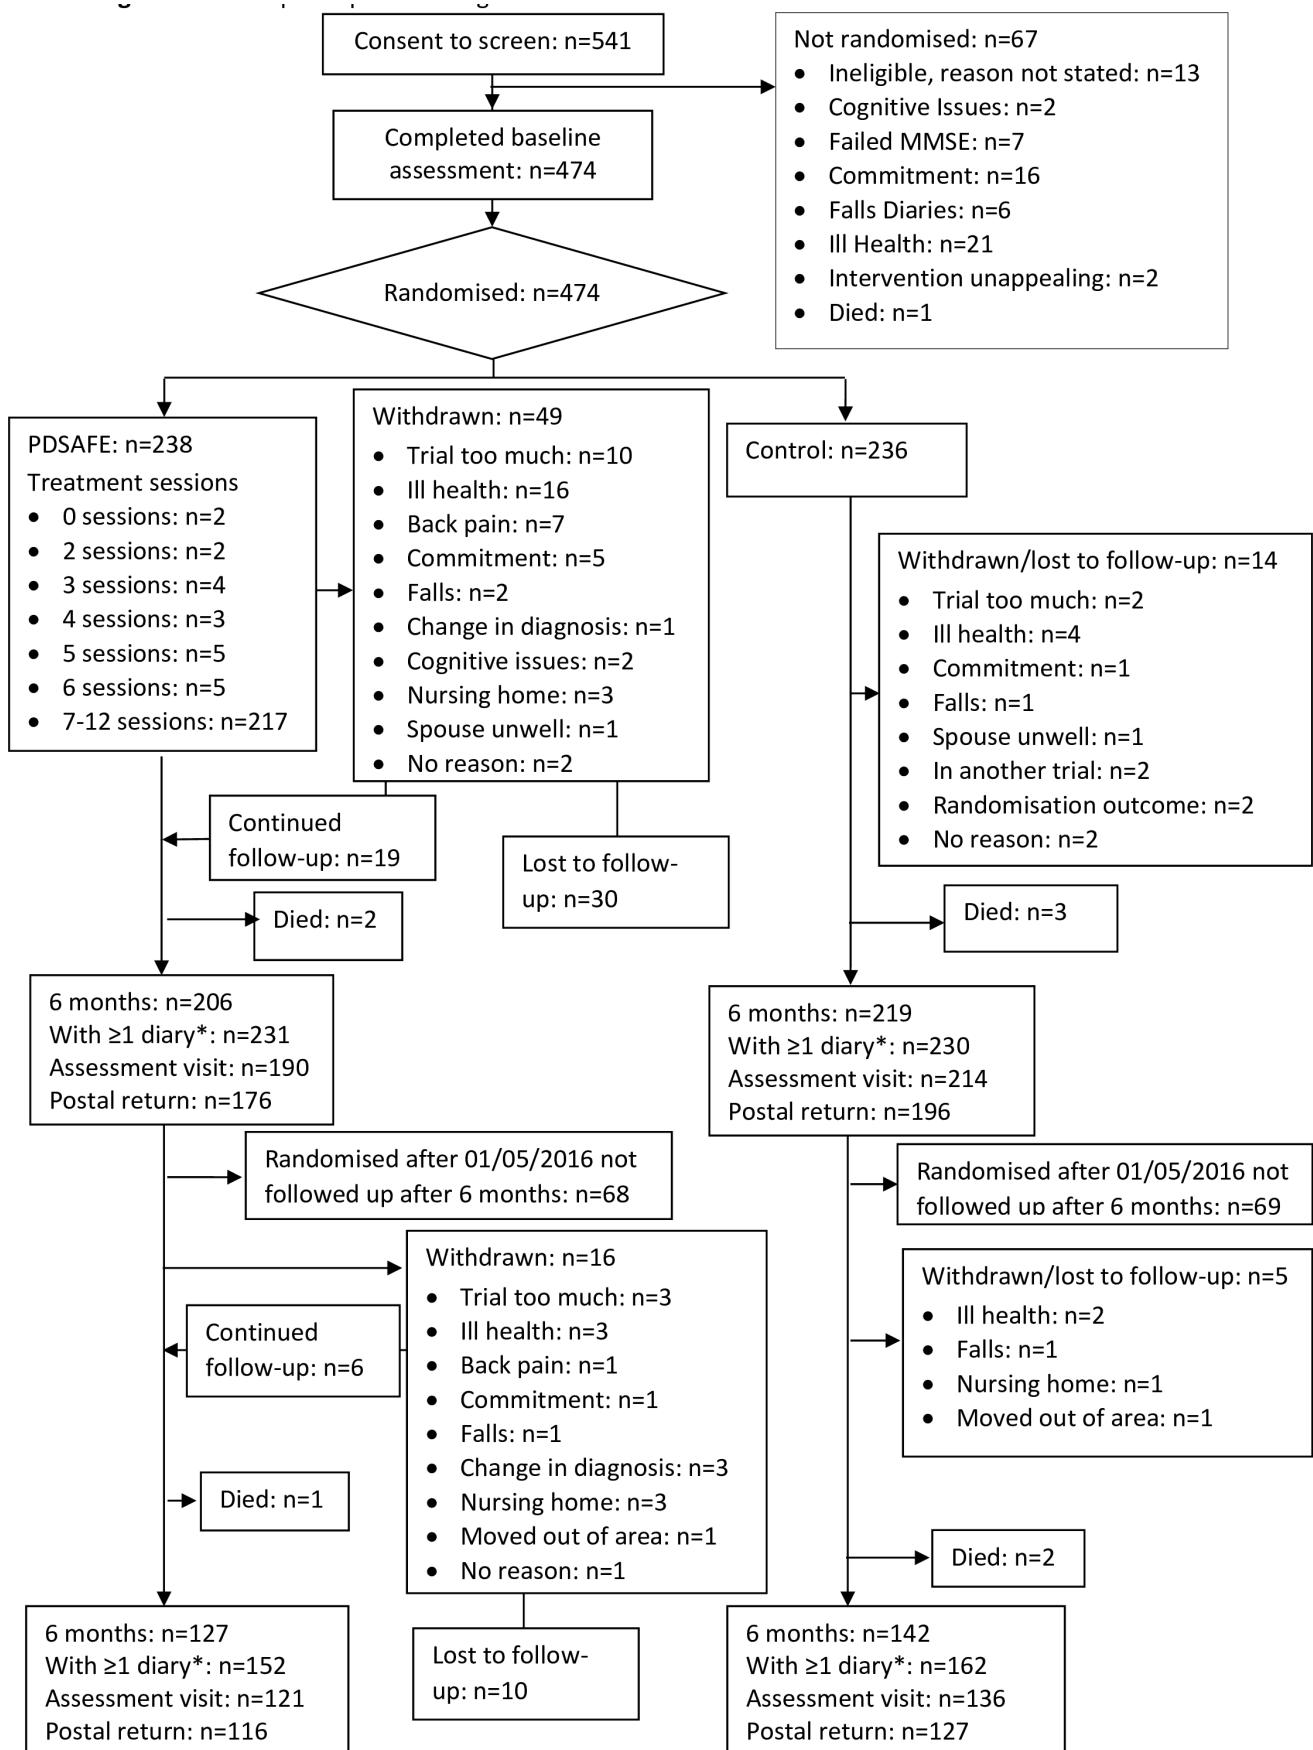 Consent to screen: n=541
Not randomised: n=67
• Ineligible, reason not stated: n=13
• Cognitive Issues: n=2
• Failed MMSE: n=7
• Commitment: n=16
• Falls Diaries: n=6
• Ill Health: n=21
• Intervention unappealing: n=2
• Died: n=1
Completed baseline
assessment: n=474
Randomised: n=474
PDSAFE: n=238
Treatment sessions
• 0 sessions: n=2
• 2 sessions: n=2
• 3 sessions: n=4
• 4 sessions: n=3
• 5 sessions: n=5
• 6 sessions: n=5
• 7-12 sessions: n=217
Withdrawn: n=49
• Trial too much: n=10
• Ill health: n=16
• Back pain: n=7
• Commitment: n=5
• Falls: n=2
• Change in diagnosis: n=1
• Cognitive issues: n=2
• Nursing home: n=3
• Spouse unwell: n=1
• No reason: n=2
Control: n=236
Withdrawn/lost to follow-up: n=14
• Trial too much: n=2
• Ill health: n=4
• Commitment: n=1
• Falls: n=1
• Spouse unwell: n=1
• In another trial: n=2
• Randomisation outcome: n=2
• No reason: n=2
Continued
follow-up: n=19
Lost to follow-
up: n=30
Died: n=2
Died: n=3
6 months: n=206
With ≥1 diary*: n=231
Assessment visit: n=190
Postal return: n=176
6 months: n=219
With ≥1 diary*: n=230
Assessment visit: n=214
Postal return: n=196
Randomised after 01/05/2016 not
followed up after 6 months: n=68
Randomised after 01/05/2016 not
followed up after 6 months: n=69
Withdrawn: n=16
• Trial too much: n=3
• Ill health: n=3
• Back pain: n=1
• Commitment: n=1
• Falls: n=1
• Change in diagnosis: n=3
• Nursing home: n=3
• Moved out of area: n=1
• No reason: n=1
Withdrawn/lost to follow-up: n=5
• Ill health: n=2
• Falls: n=1
• Nursing home: n=1
• Moved out of area: n=1
Continued
follow-up: n=6
Died: n=1
Died: n=2
6 months: n=127
With ≥1 diary*: n=152
Assessment visit: n=121
Postal return: n=116
Lost to follow-
up: n=10
6 months: n=142
With ≥1 diary*: n=162
Assessment visit: n=136
Postal return: n=127